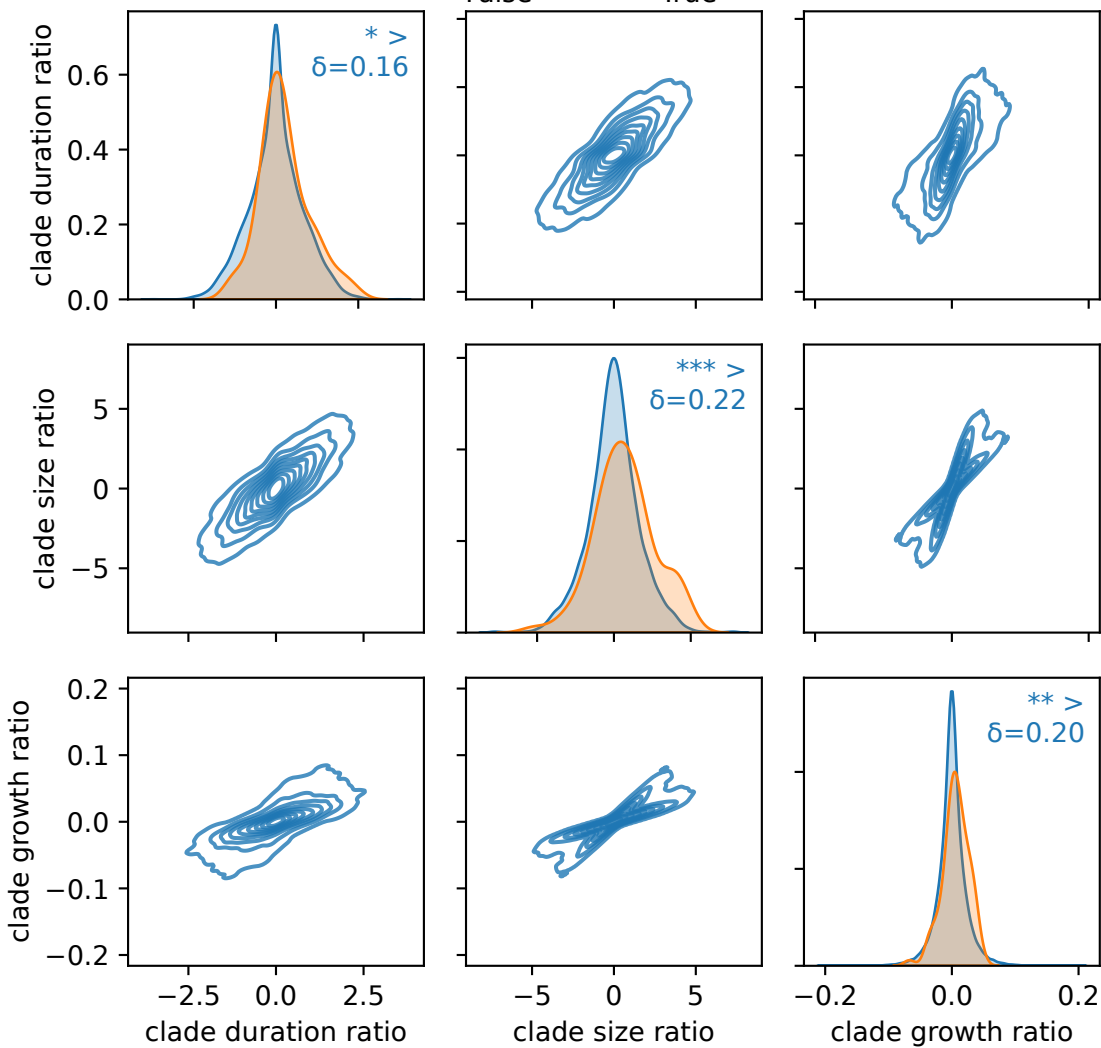 clade duration ratio
0.6
0.4
0.2
0.0
* >
δ=0.16
clade size ratio
5
0
−5
*** >
δ=0.22
clade growth ratio
0.2
0.1
0.0
−0.1
−0.2
** >
δ=0.20
−2.5 0.0 2.5
−5 0 5
−0.2 0.0 0.2
clade duration ratio
clade size ratio
clade growth ratio